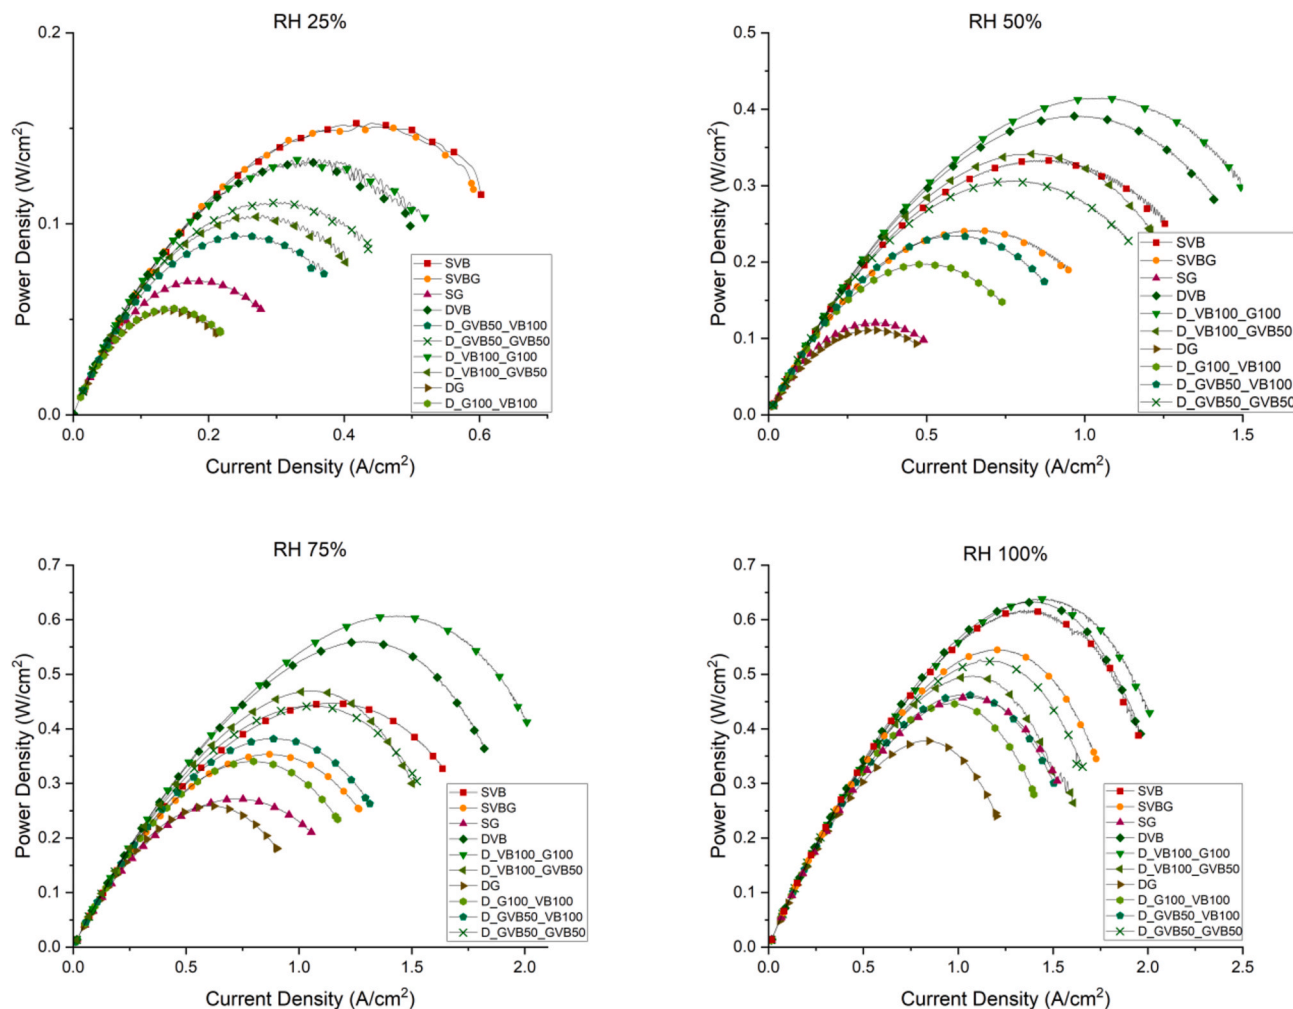 RH 25%
Power Density (W/cm²)
0.2
0.1
0.0
0.0
0.2
0.4
0.6
Current Density (A/cm²)
SVB
SVBG
SG
DVB
D_GVB50_VB100
D_GVB50_GVB50
D_VB100_G100
D_VB100_GVB50
DG
D_G100_VB100
RH 50%
Power Density (W/cm²)
0.5
0.4
0.3
0.2
0.1
0.0
0.0
0.5
1.0
1.5
Current Density (A/cm²)
SVB
SVBG
SG
DVB
D_VB100_G100
D_VB100_GVB50
DG
D_G100_VB100
D_GVB50_VB100
D_GVB50_GVB50
RH 75%
Power Density (W/cm²)
0.7
0.6
0.5
0.4
0.3
0.2
0.1
0.0
0.0
0.5
1.0
1.5
2.0
Current Density (A/cm²)
SVB
SVBG
SG
DVB
D_VB100_G100
D_VB100_GVB50
DG
D_G100_VB100
D_GVB50_VB100
D_GVB50_GVB50
RH 100%
Power Density (W/cm²)
0.7
0.6
0.5
0.4
0.3
0.2
0.1
0.0
0.0
0.5
1.0
1.5
2.0
2.5
Current Density (A/cm²)
SVB
SVBG
SG
DVB
D_VB100_G100
D_VB100_GVB50
DG
D_G100_VB100
D_GVB50_VB100
D_GVB50_GVB50